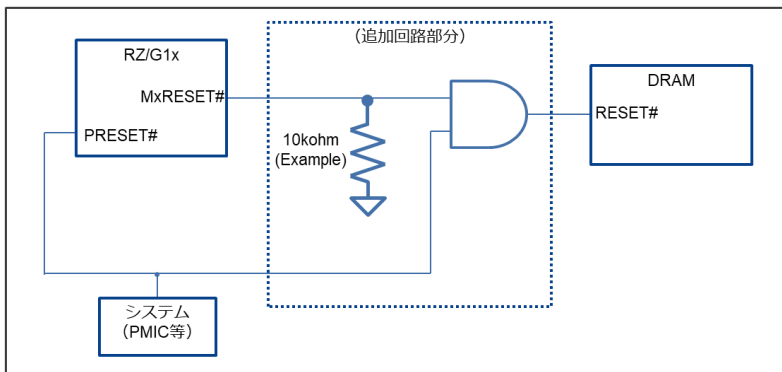 （追加回路部分）
RZ/G1x
MxRESET#
PRESET#
10kohm
(Example)
DRAM
RESET#
システム
（PMIC等）